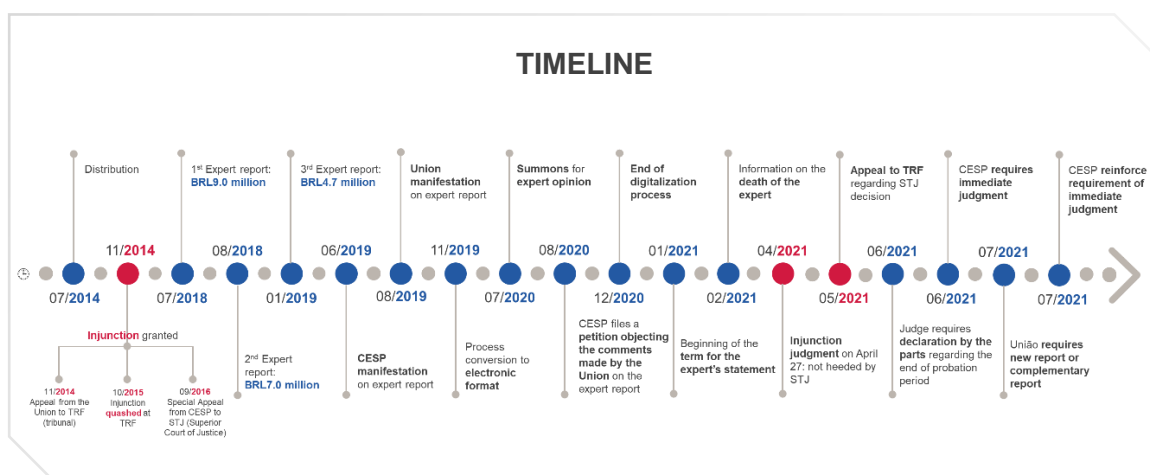 TIMELINE
Distribution
1st Expert report:
BRL9.0 million
3rd Expert report:
BRL4.7 million
Union
manifestation
on expert report
Summons for
expert opinion
End of
digitalization
process
Information on the
death of the
expert
Appeal to TRF
regarding STJ
decision
CESP requires
immediate
judgment
CESP reinforce
requirement of
immediate
judgment
11/2014
08/2018
06/2019
11/2019
08/2020
01/2021
04/2021
06/2021
07/2021
07/2014
07/2018
01/2019
08/2019
07/2020
12/2020
02/2021
05/2021
06/2021
07/2021
Injunction granted
11/2014
Appeal from the
Union to TRF
(tribunal)
10/2015
Injunction
quashed at
TRF
09/2016
Special Appeal
from CESP to
STJ (Superior
Court of Justice)
2nd Expert
report:
BRL7.0 million
CESP
manifestation
on expert report
Process
conversion to
electronic
format
CESP files a
petition objecting
the comments
made by the
Union on the
expert report
Beginning of the
term for the
expert's statement
Injunction
judgment on April
27: not heeded by
STJ
Judge requires
declaration by the
parts regarding the
end of probation
period
União requires
new report or
complementary
report